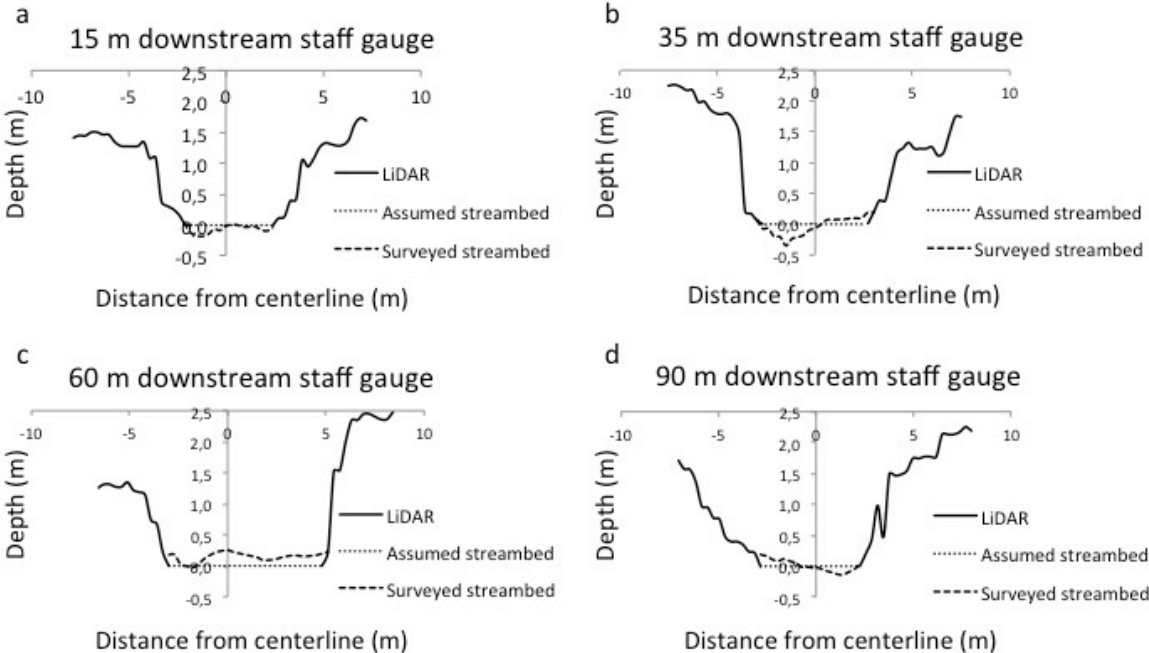 a
15 m downstream staff gauge
2,5
-10 -5 0 5 10
2,0
1,5
1,0
0,5
0,0
-0,5
Depth (m)
LiDAR
Assumed streambed
Surveyed streambed
Distance from centerline (m)
b
35 m downstream staff gauge
2,5
-10 -5 0 5 10
2,0
1,5
1,0
0,5
0,0
-0,5
Depth (m)
LiDAR
Assumed streambed
Surveyed streambed
Distance from centerline (m)
c
60 m downstream staff gauge
2,5
-10 -5 0 5 10
2,0
1,5
1,0
0,5
0,0
-0,5
Depth (m)
LiDAR
Assumed streambed
Surveyed streambed
Distance from centerline (m)
d
90 m downstream staff gauge
2,5
-10 -5 0 5 10
2,0
1,5
1,0
0,5
0,0
-0,5
Depth (m)
LiDAR
Assumed streambed
Surveyed streambed
Distance from centerline (m)